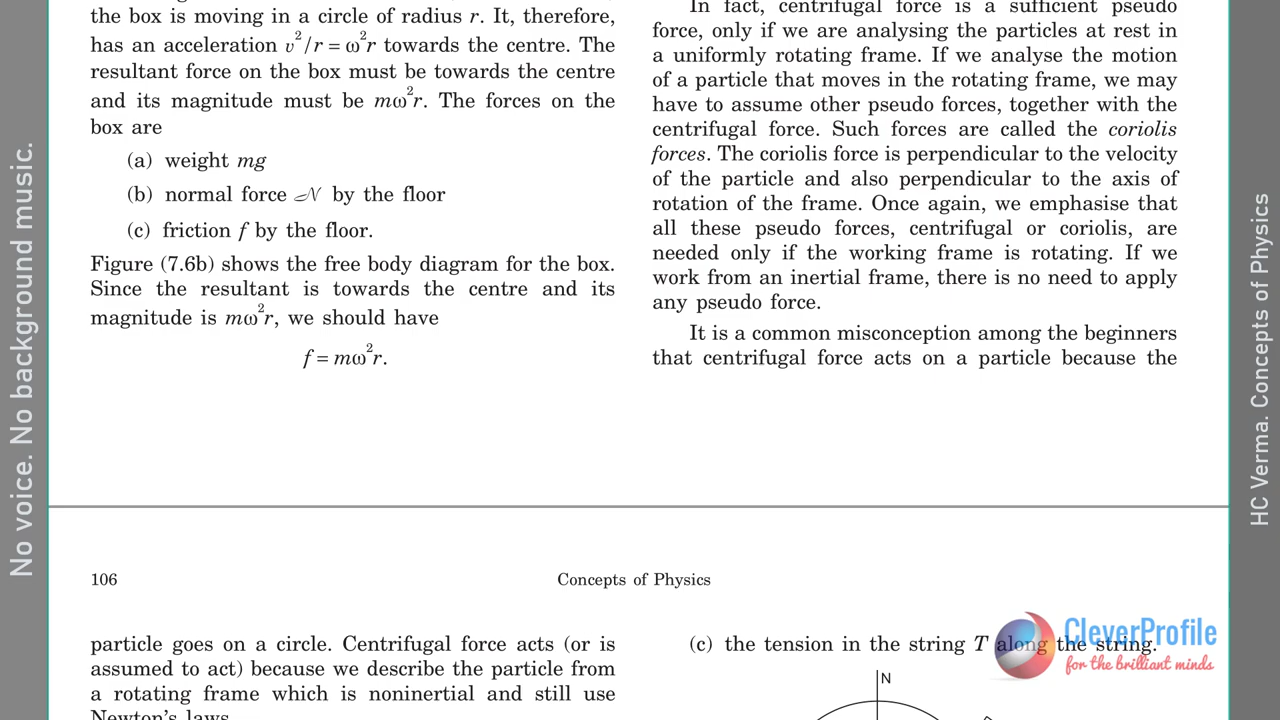 the box is moving in a circle of radius r. It, therefore,
has an acceleration v²/r = ω²r towards the centre. The
resultant force on the box must be towards the centre
and its magnitude must be mω²r. The forces on the
box are
(a) weight mg
(b) normal force 𝒩 by the floor
(c) friction f by the floor.
Figure (7.6b) shows the free body diagram for the box.
Since the resultant is towards the centre and its
magnitude is mω²r, we should have
f = mω²r.
In fact, centrifugal force is a sufficient pseudo
force, only if we are analysing the particles at rest in
a uniformly rotating frame. If we analyse the motion
of a particle that moves in the rotating frame, we may
have to assume other pseudo forces, together with the
centrifugal force. Such forces are called the coriolis
forces. The coriolis force is perpendicular to the velocity
of the particle and also perpendicular to the axis of
rotation of the frame. Once again, we emphasise that
all these pseudo forces, centrifugal or coriolis, are
needed only if the working frame is rotating. If we
work from an inertial frame, there is no need to apply
any pseudo force.
It is a common misconception among the beginners
that centrifugal force acts on a particle because the
106
Concepts of Physics
particle goes on a circle. Centrifugal force acts (or is
assumed to act) because we describe the particle from
a rotating frame which is noninertial and still use
Newton's laws.
(c) the tension in the string T along the string.
N
CleverProfile
for the brilliant minds
No voice. No background music.
HC Verma. Concepts of Physics